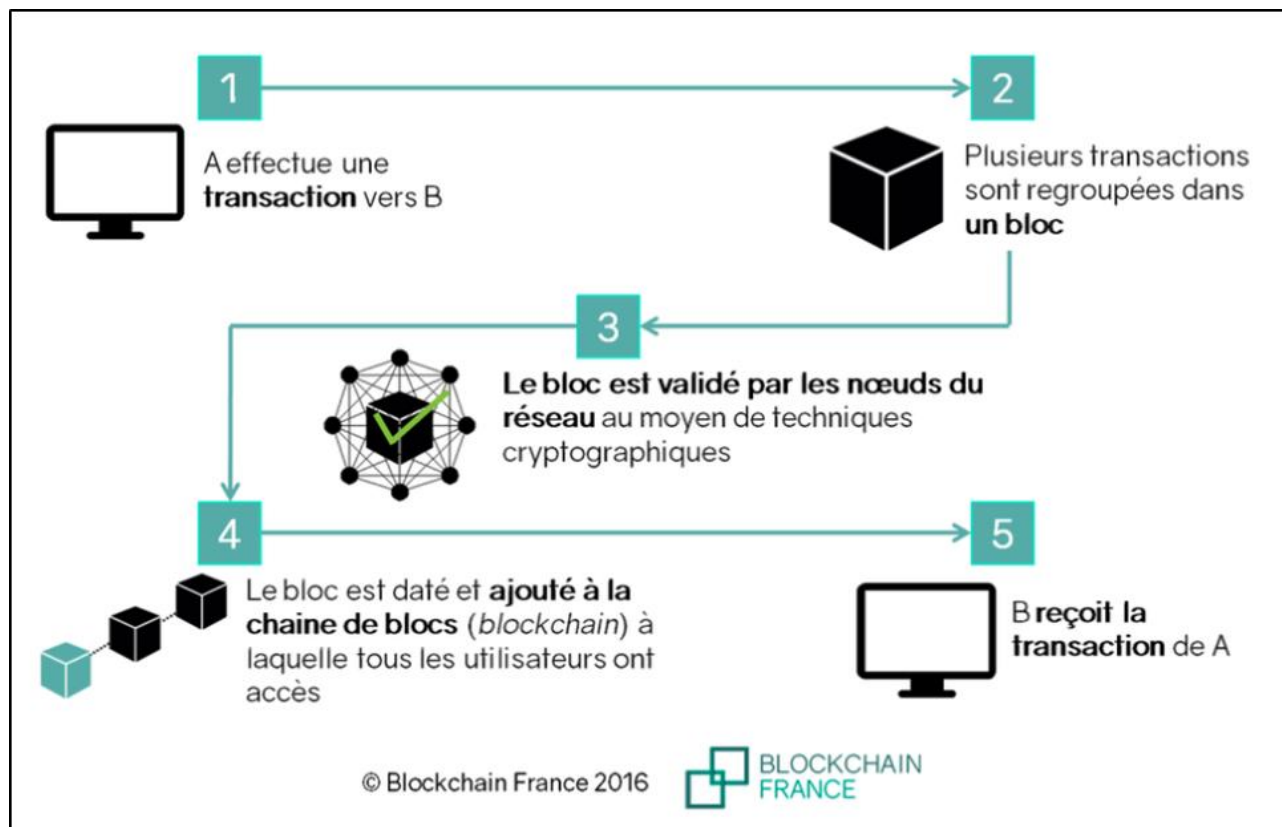 1
A effectue une
transaction vers B
2
Plusieurs transactions
sont regroupées dans
un bloc
3
Le bloc est validé par les nœuds du
réseau au moyen de techniques
cryptographiques
4
Le bloc est daté et ajouté à la
chaine de blocs (blockchain) à
laquelle tous les utilisateurs ont
accès
5
B reçoit la
transaction de A
© Blockchain France 2016
BLOCKCHAIN
FRANCE